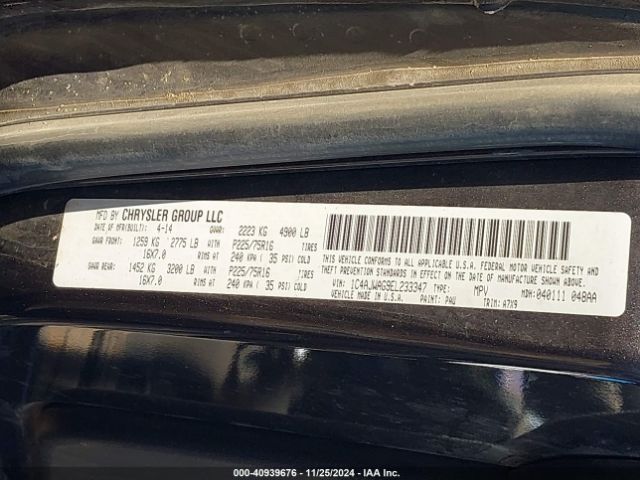 MFD BY CHRYSLER GROUP LLC
DATE OF MFR(BUILT): 4-14 GVWR: 2223 KG 4900 LB
GAWR FRONT: 1259 KG 2775 LB WITH P225/75R16 TIRES
16X7.0 RIMS AT 240 KPA ( 35 PSI) COLD
GAWR REAR: 1452 KG 3200 LB WITH P225/75R16 TIRES
16X7.0 RIMS AT 240 KPA ( 35 PSI) COLD
THIS VEHICLE CONFORMS TO ALL APPLICABLE U.S.A. FEDERAL MOTOR VEHICLE SAFETY, BUMPER, AND
THEFT PREVENTION STANDARDS IN EFFECT ON THE DATE OF MANUFACTURE SHOWN ABOVE.
VIN: 1C4AJWAG9EL233347 TYPE: MPV MDH: 040111 048AA
VEHICLE MADE IN U.S.A. PAINT: PAU TRIM: A7X9
000-40939676 - 11/25/2024 - IAAI.COM